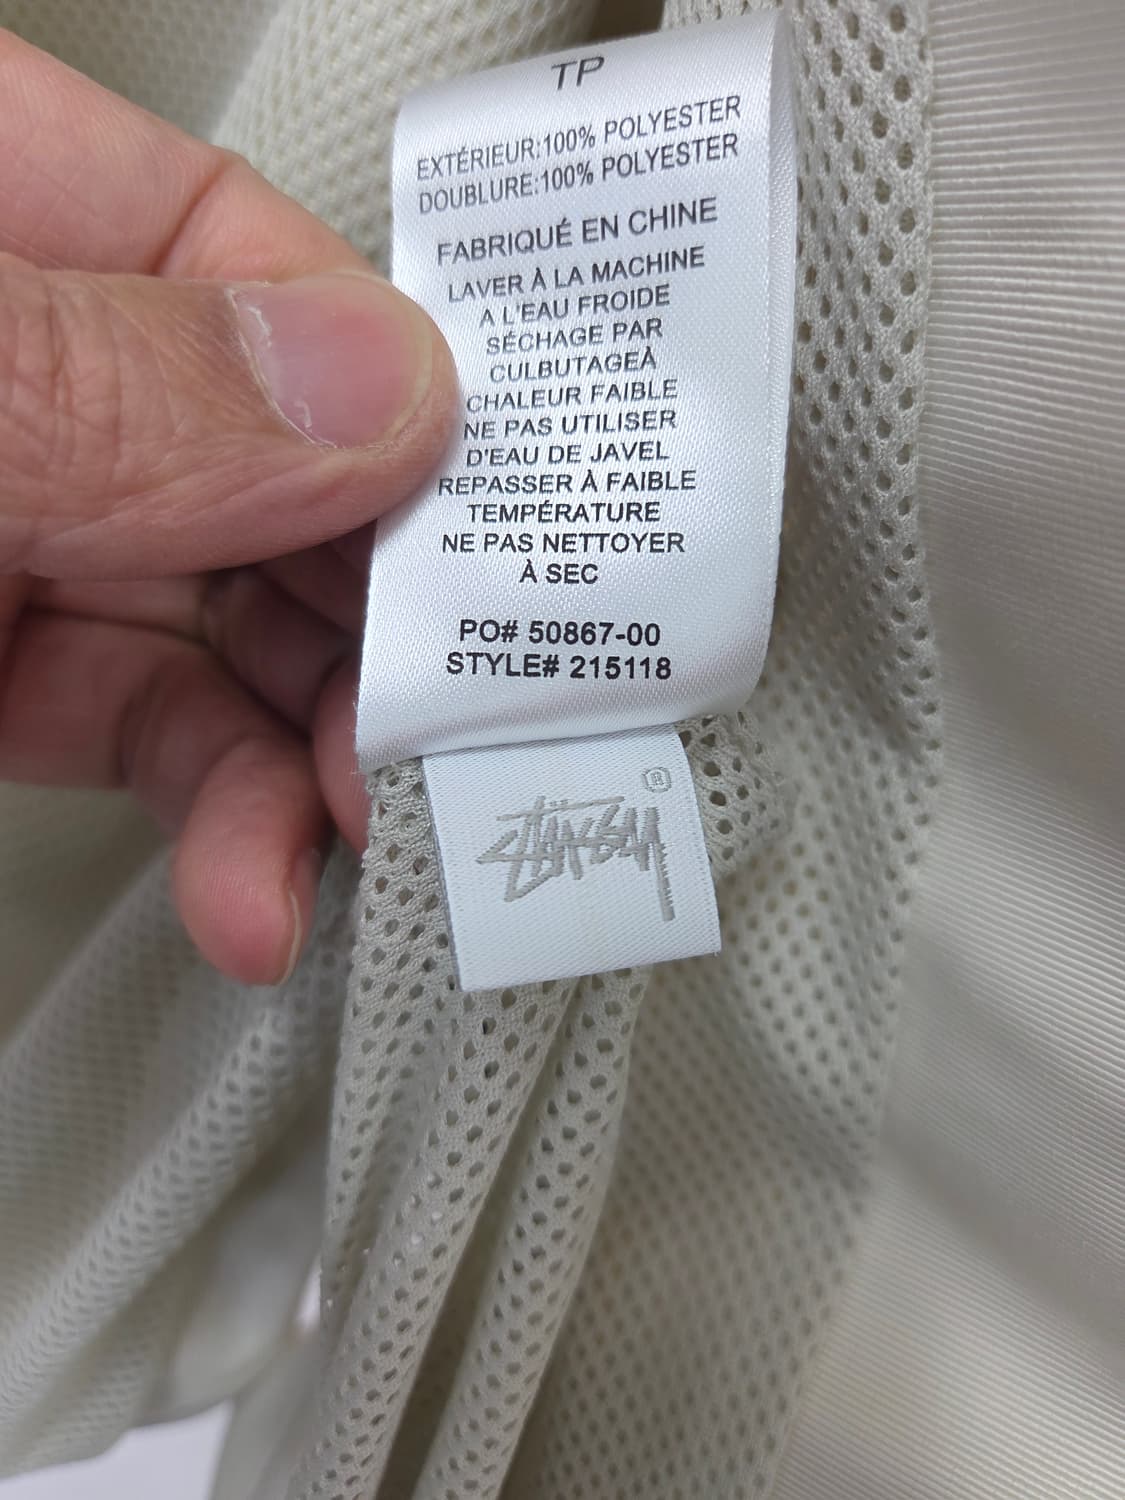 TP
EXTÉRIEUR:100% POLYESTER
DOUBLURE:100% POLYESTER
FABRIQUÉ EN CHINE
LAVER À LA MACHINE
A L'EAU FROIDE
SÉCHAGE PAR
CULBUTAGEÀ
CHALEUR FAIBLE
NE PAS UTILISER
D'EAU DE JAVEL
REPASSER À FAIBLE
TEMPÉRATURE
NE PAS NETTOYER
À SEC
PO# 50867-00
STYLE# 215118
®
Stüssy